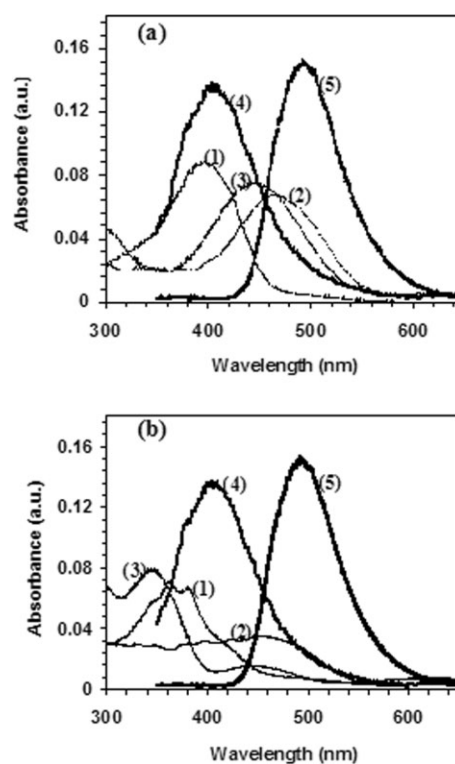 (a)
0.16
0.12
0.08
0.04
0
(4)
(5)
(1)
(3)
(2)
Absorbance (a.u.)
300 400 500 600
Wavelength (nm)
(b)
0.16
0.12
0.08
0.04
0
(4)
(5)
(3)
(1)
(2)
Absorbance (a.u.)
300 400 500 600
Wavelength (nm)